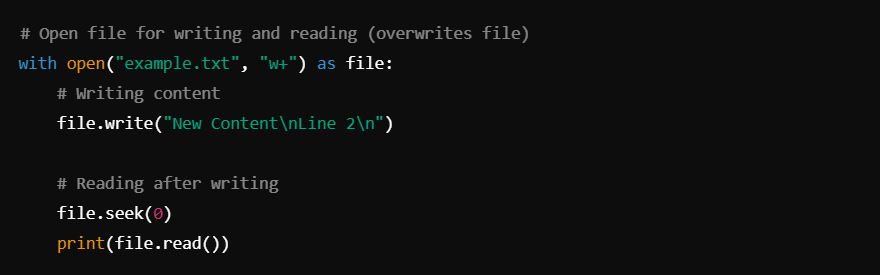 # Open file for writing and reading (overwrites file)
with open("example.txt", "w+") as file:
    # Writing content
    file.write("New Content\nLine 2\n")

    # Reading after writing
    file.seek(0)
    print(file.read())